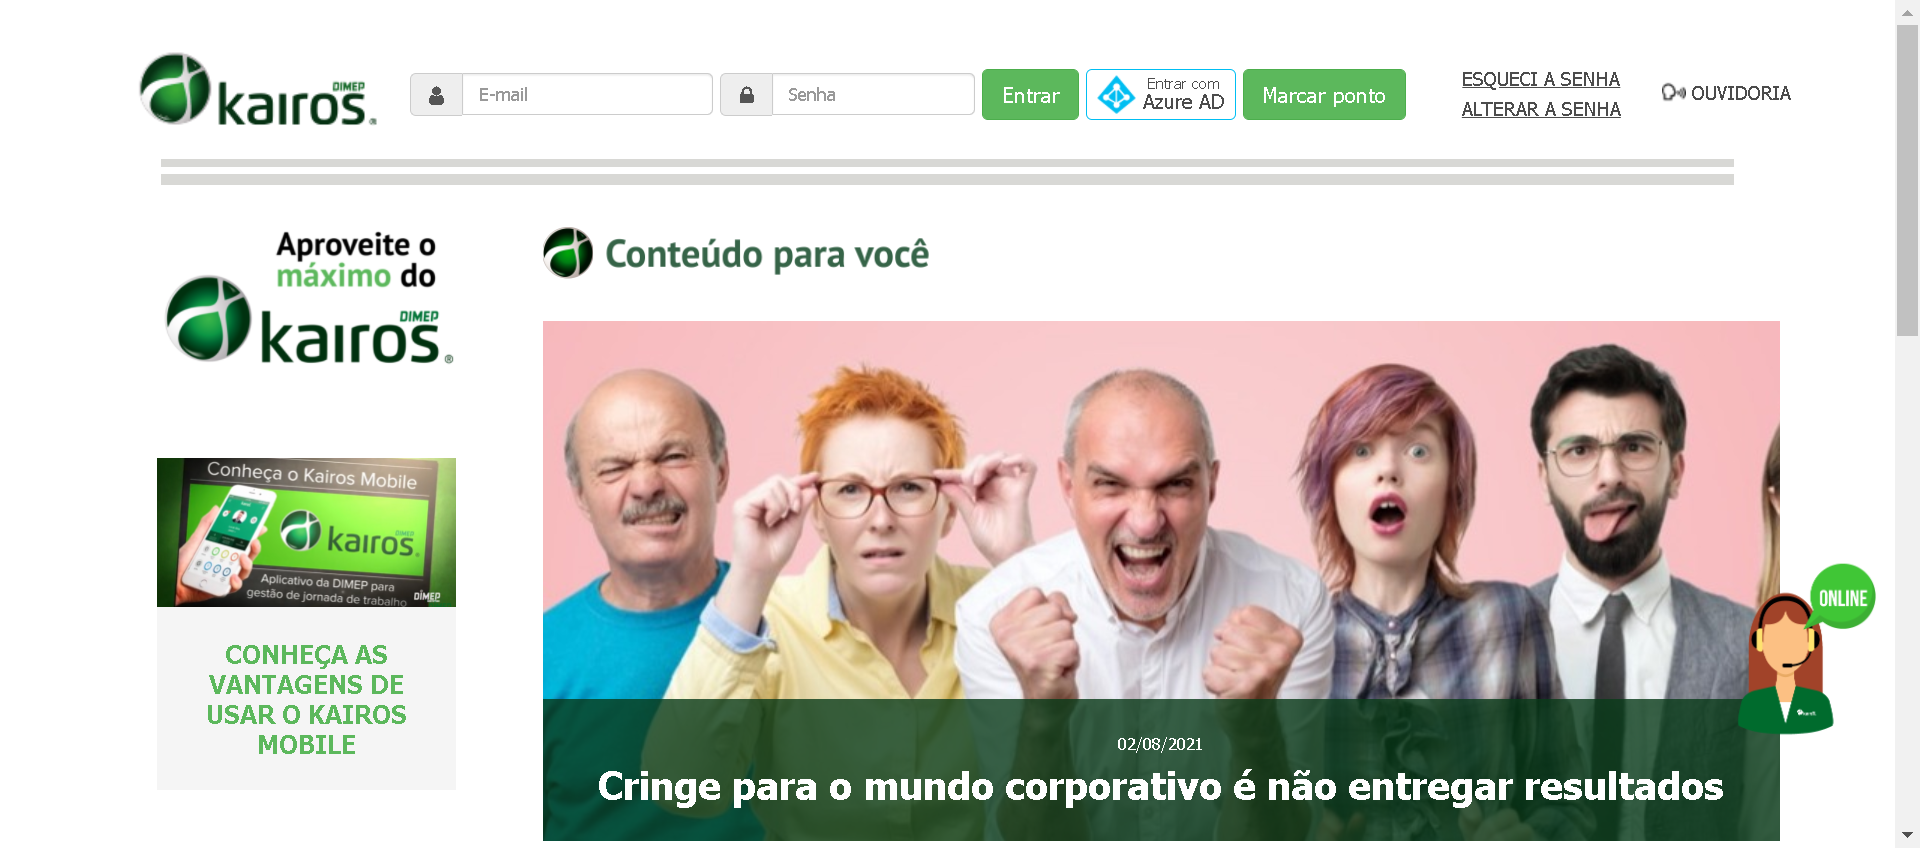 kairos DIMEP
E-mail
Senha
Entrar
Entrar com
Azure AD
Marcar ponto
ESQUECI A SENHA
ALTERAR A SENHA
OUVIDORIA
Aproveite o
máximo do
kairos DIMEP ®
Conteúdo para você
Conheça o Kairos Mobile
kairos DIMEP
Aplicativo da DIMEP para
gestão de jornada de trabalho
DIMEP
CONHEÇA AS
VANTAGENS DE
USAR O KAIROS
MOBILE
ONLINE
02/08/2021
Cringe para o mundo corporativo é não entregar resultados